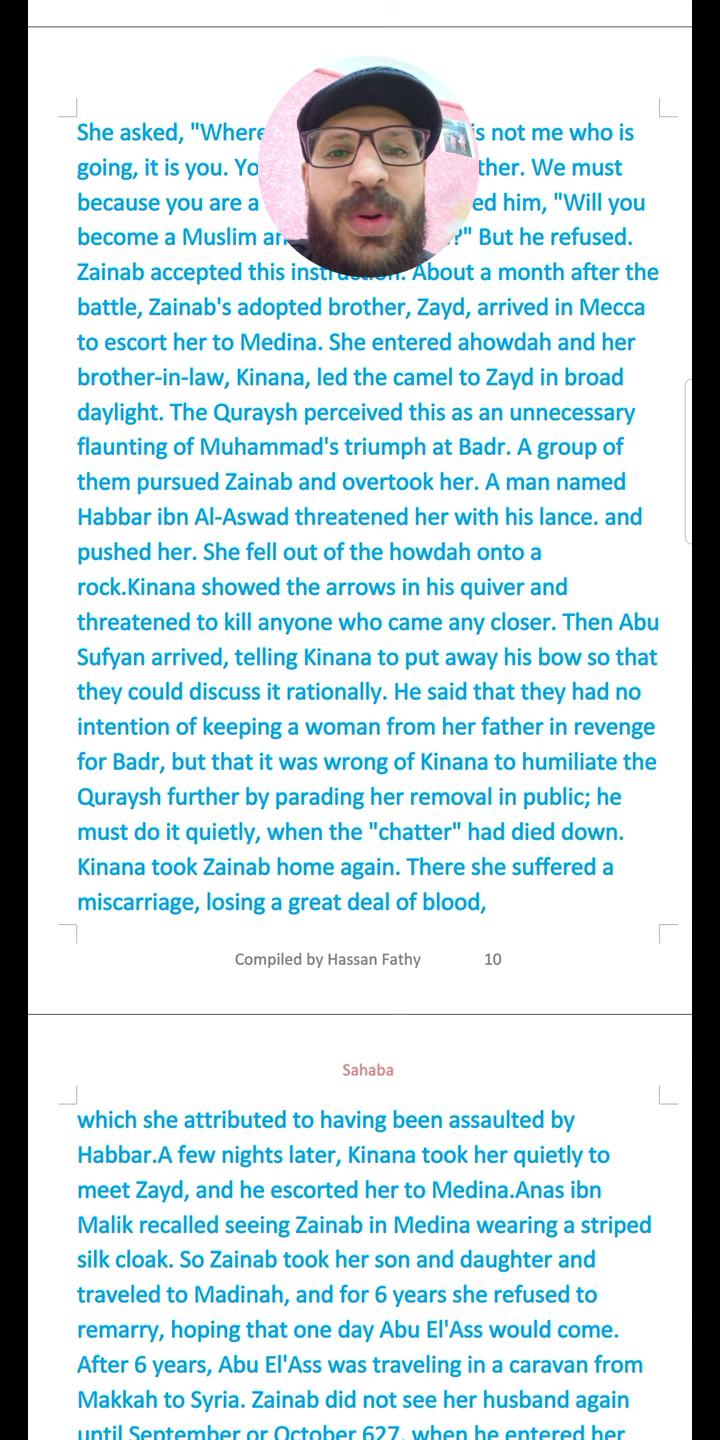 She asked, "Where is not me who is
going, it is you. ther. We must
because you are a ed him, "Will you
become a Muslim " But he refused.
Zainab accepted this instruction. About a month after the
battle, Zainab's adopted brother, Zayd, arrived in Mecca
to escort her to Medina. She entered ahowdah and her
brother-in-law, Kinana, led the camel to Zayd in broad
daylight. The Quraysh perceived this as an unnecessary
flaunting of Muhammad's triumph at Badr. A group of
them pursued Zainab and overtook her. A man named
Habbar ibn Al-Aswad threatened her with his lance. and
pushed her. She fell out of the howdah onto a
rock.Kinana showed the arrows in his quiver and
threatened to kill anyone who came any closer. Then Abu
Sufyan arrived, telling Kinana to put away his bow so that
they could discuss it rationally. He said that they had no
intention of keeping a woman from her father in revenge
for Badr, but that it was wrong of Kinana to humiliate the
Quraysh further by parading her removal in public; he
must do it quietly, when the "chatter" had died down.
Kinana took Zainab home again. There she suffered a
miscarriage, losing a great deal of blood,
Compiled by Hassan Fathy 10
Sahaba
which she attributed to having been assaulted by
Habbar.A few nights later, Kinana took her quietly to
meet Zayd, and he escorted her to Medina.Anas ibn
Malik recalled seeing Zainab in Medina wearing a striped
silk cloak. So Zainab took her son and daughter and
traveled to Madinah, and for 6 years she refused to
remarry, hoping that one day Abu El'Ass would come.
After 6 years, Abu El'Ass was traveling in a caravan from
Makkah to Syria. Zainab did not see her husband again
until September or October 627, when he entered her